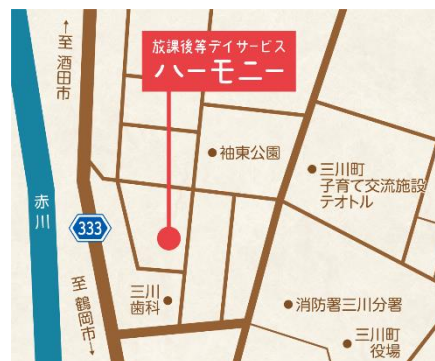 ←至 酒田市
放課後等デイサービス
ハーモニー
袖東公園
三川町
子育て交流施設
テオトル
赤川
333
至 鶴岡市→
三川
歯科
消防署三川分署
三川町
役場